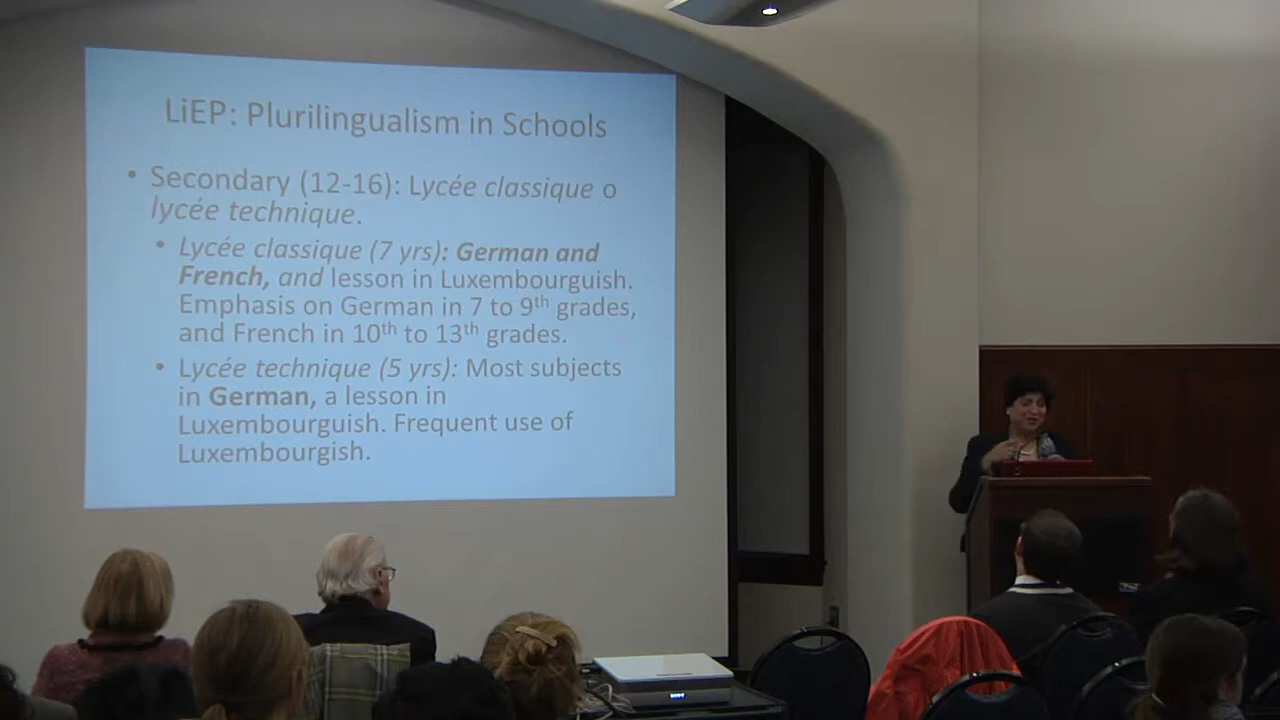 LiEP: Plurilingualism in Schools
• Secondary (12-16): Lycée classique o
lycée technique.
• Lycée classique (7 yrs): German and
French, and lesson in Luxembourguish.
Emphasis on German in 7 to 9th grades,
and French in 10th to 13th grades.
• Lycée technique (5 yrs): Most subjects
in German, a lesson in
Luxembourguish. Frequent use of
Luxembourgish.